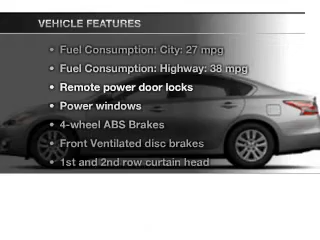 VEHICLE FEATURES
• Fuel Consumption: City: 27 mpg
• Fuel Consumption: Highway: 38 mpg
• Remote power door locks
• Power windows
• 4-wheel ABS Brakes
• Front Ventilated disc brakes
• 1st and 2nd row curtain head